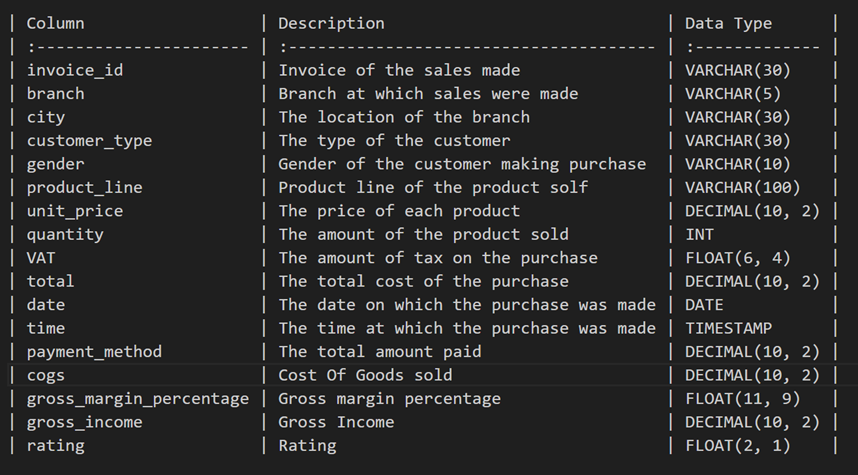 | Column                  | Description                             | Data Type      |
| :---------------------- | :-------------------------------------- | :------------- |
| invoice_id              | Invoice of the sales made               | VARCHAR(30)    |
| branch                  | Branch at which sales were made         | VARCHAR(5)     |
| city                    | The location of the branch              | VARCHAR(30)    |
| customer_type           | The type of the customer                | VARCHAR(30)    |
| gender                  | Gender of the customer making purchase  | VARCHAR(10)    |
| product_line            | Product line of the product solf        | VARCHAR(100)   |
| unit_price              | The price of each product               | DECIMAL(10, 2) |
| quantity                | The amount of the product sold          | INT            |
| VAT                     | The amount of tax on the purchase       | FLOAT(6, 4)    |
| total                   | The total cost of the purchase          | DECIMAL(10, 2) |
| date                    | The date on which the purchase was made | DATE           |
| time                    | The time at which the purchase was made | TIMESTAMP      |
| payment_method          | The total amount paid                   | DECIMAL(10, 2) |
| cogs                    | Cost Of Goods sold                      | DECIMAL(10, 2) |
| gross_margin_percentage | Gross margin percentage                 | FLOAT(11, 9)   |
| gross_income            | Gross Income                            | DECIMAL(10, 2) |
| rating                  | Rating                                  | FLOAT(2, 1)    |